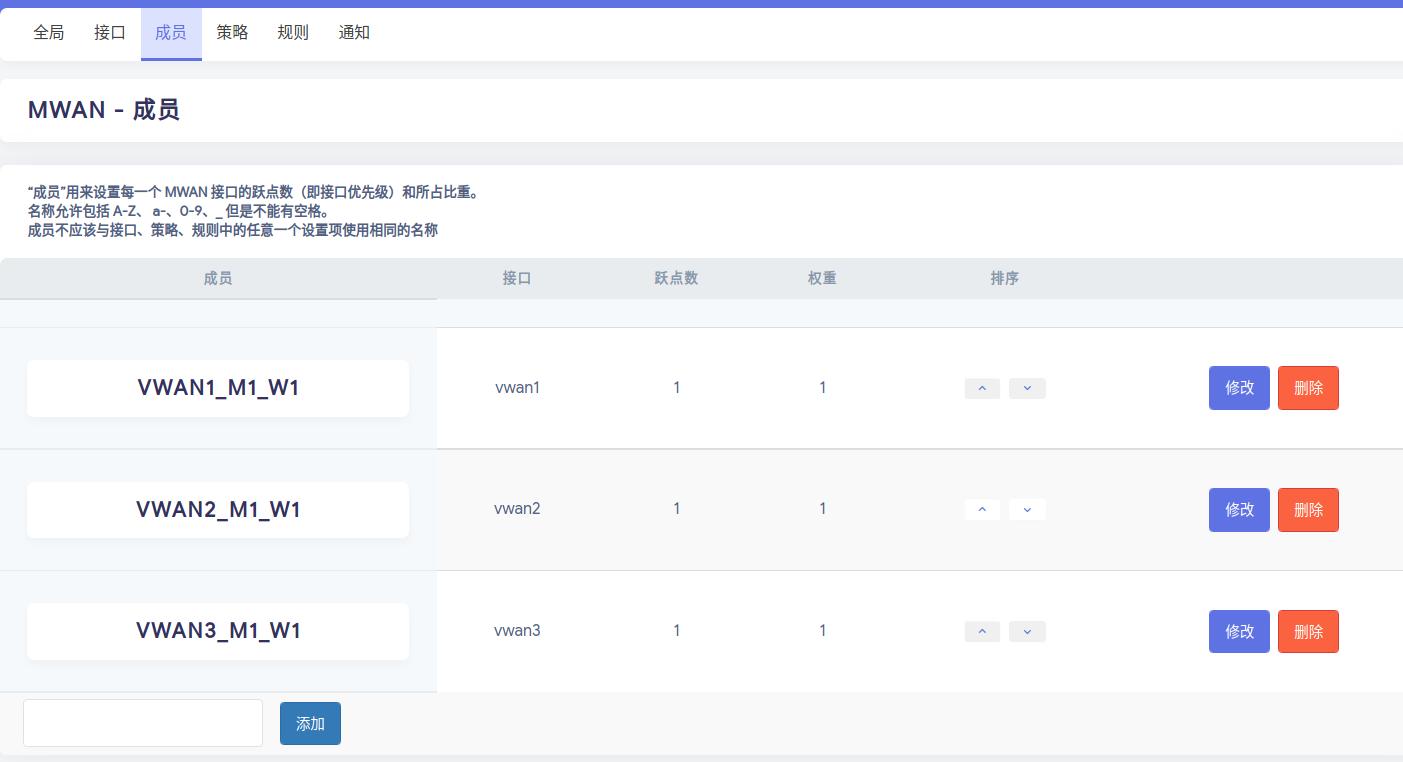 全局 接口 成员 策略 规则 通知
MWAN - 成员
“成员”用来设置每一个 MWAN 接口的跃点数（即接口优先级）和所占比重。
名称允许包括 A-Z、 a-、0-9、_ 但是不能有空格。
成员不应该与接口、策略、规则中的任意一个设置项使用相同的名称
成员 接口 跃点数 权重 排序
VWAN1_M1_W1 vwan1 1 1 修改 删除
VWAN2_M1_W1 vwan2 1 1 修改 删除
VWAN3_M1_W1 vwan3 1 1 修改 删除
添加